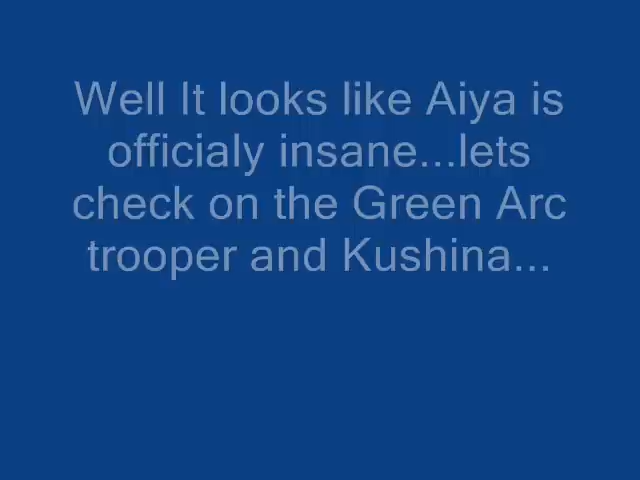 Well It looks like Aiya is
officialy insane...lets
check on the Green Arc
trooper and Kushina...